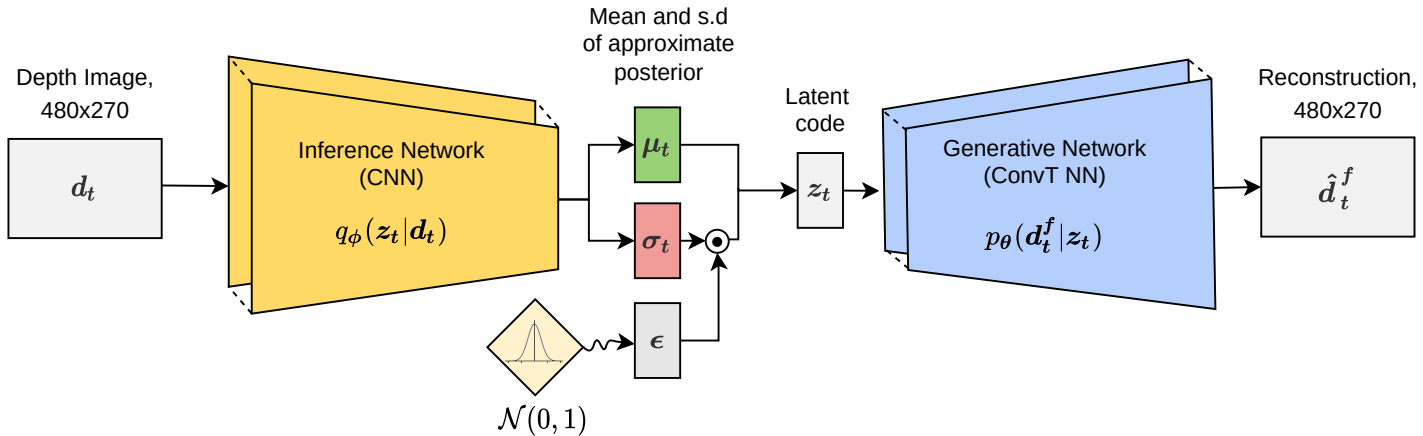 Depth Image,
480x270
d_t
Inference Network
(CNN)
q_ϕ(z_t|d_t)
Mean and s.d
of approximate
posterior
μ_t
σ_t
ϵ
𝒩(0, 1)
Latent
code
z_t
Generative Network
(ConvT NN)
p_θ(d_t^f|z_t)
Reconstruction,
480x270
d̂_t^f